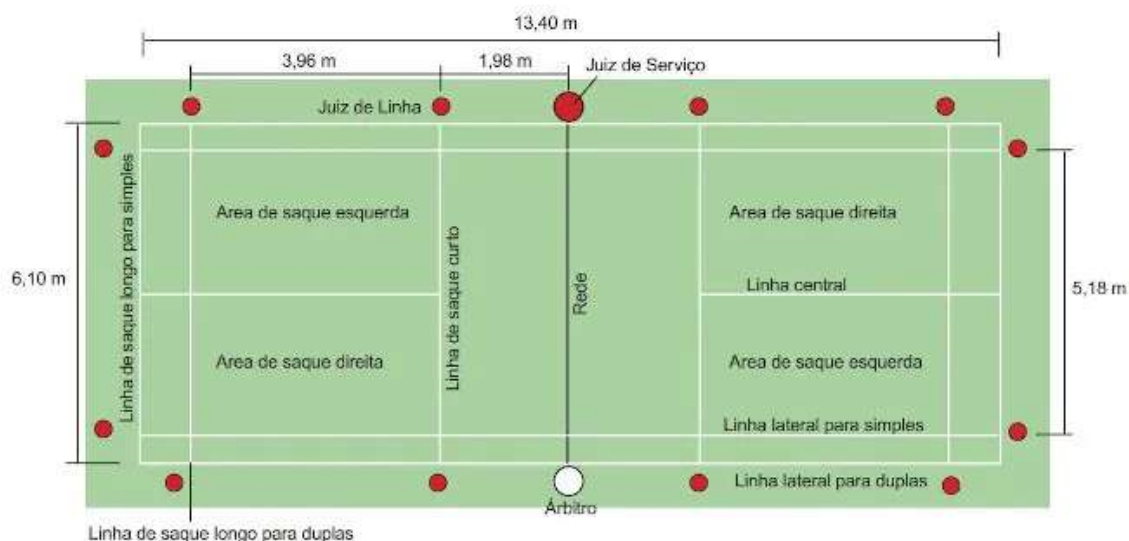 13,40 m
3,96 m
1,98 m
Juiz de Serviço
Juiz de Linha
Linha de saque longo para simples
Area de saque esquerda
Linha de saque curto
Rede
Area de saque direita
6,10 m
Linha central
5,18 m
Area de saque direita
Area de saque esquerda
Linha lateral para simples
Linha lateral para duplas
Árbitro
Linha de saque longo para duplas